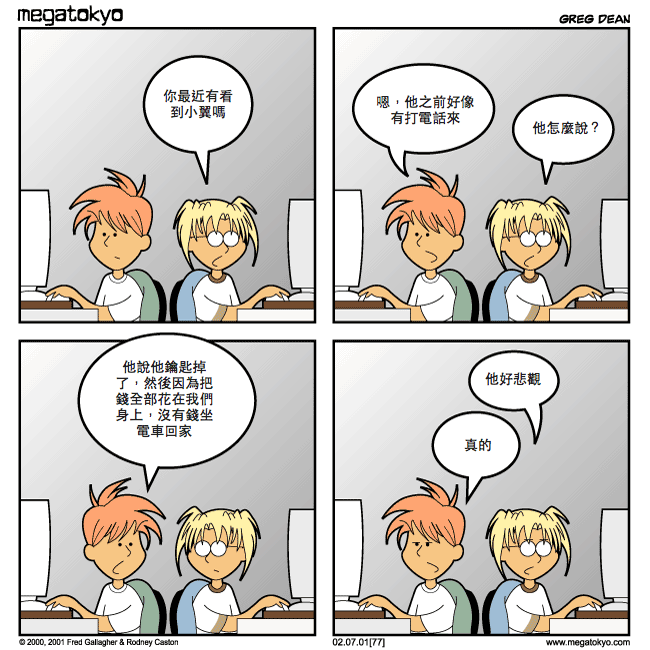 megatokyo
GREG DEAN
你最近有看
到小翼嗎
嗯，他之前好像
有打電話來
他怎麼說？
他說他鑰匙掉
了，然後因為把
錢全部花在我們
身上，沒有錢坐
電車回家
他好悲觀
真的
© 2000, 2001 Fred Gallagher & Rodney Caston
02.07.01[77]
www.megatokyo.com